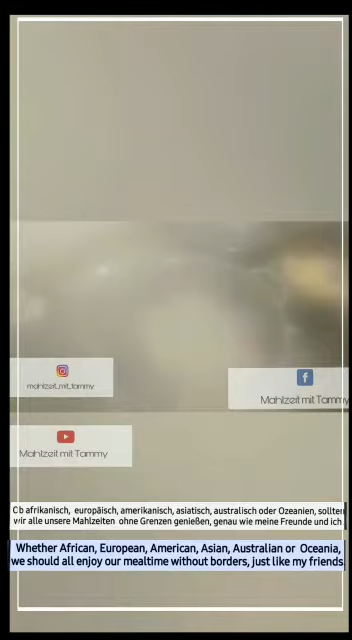 mahlzeit_mit_tammy
Mahlzeit mit Tammy
Mahlzeit mit Tammy
Ob afrikanisch, europäisch, amerikanisch, asiatisch, australisch oder Ozeanien, sollten
wir alle unsere Mahlzeiten ohne Grenzen genießen, genau wie meine Freunde und ich
Whether African, European, American, Asian, Australian or Oceania,
we should all enjoy our mealtime without borders, just like my friends